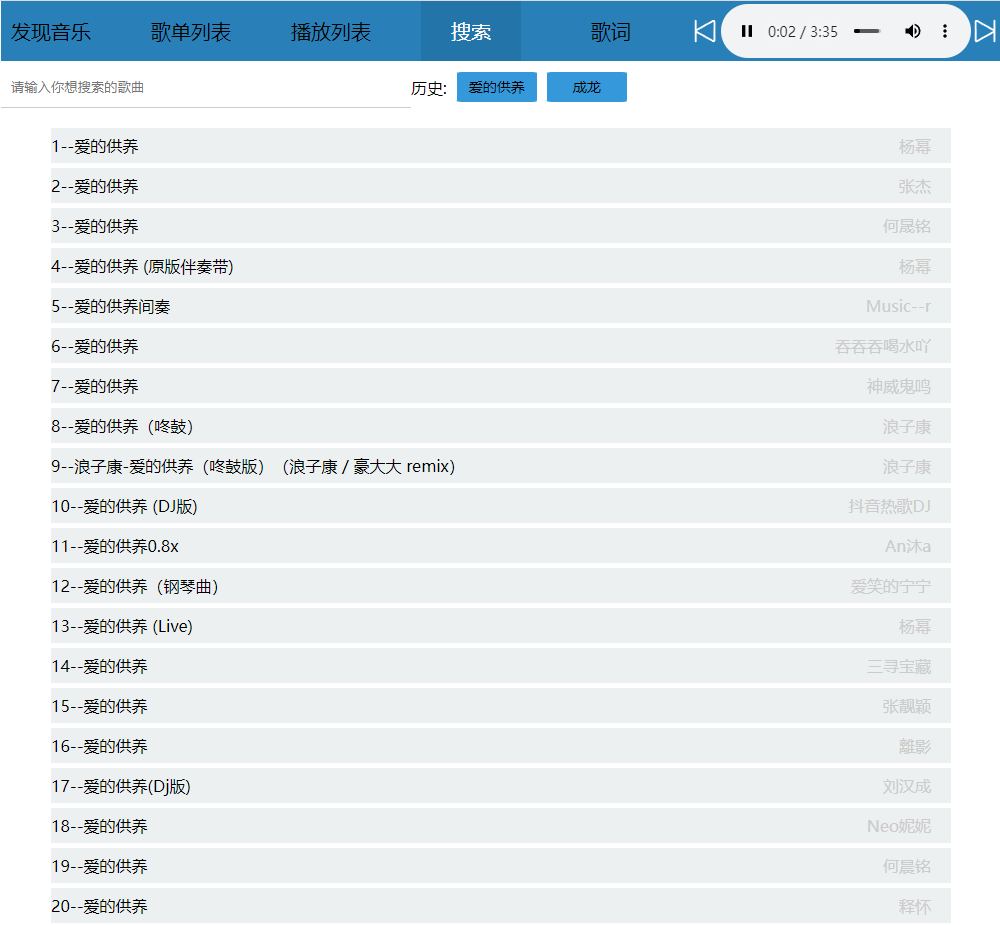 发现音乐 歌单列表 播放列表 搜索 歌词 0:02 / 3:35
请输入你想搜索的歌曲 历史: 爱的供养 成龙
1--爱的供养 杨幂
2--爱的供养 张杰
3--爱的供养 何晟铭
4--爱的供养 (原版伴奏带) 杨幂
5--爱的供养间奏 Music--r
6--爱的供养 吞吞吞喝水吖
7--爱的供养 神威鬼鸣
8--爱的供养（咚鼓） 浪子康
9--浪子康-爱的供养（咚鼓版）（浪子康 / 豪大大 remix） 浪子康
10--爱的供养 (DJ版) 抖音热歌DJ
11--爱的供养0.8x An沐a
12--爱的供养（钢琴曲） 爱笑的宁宁
13--爱的供养 (Live) 杨幂
14--爱的供养 三寻宝藏
15--爱的供养 张靓颖
16--爱的供养 離影
17--爱的供养(Dj版) 刘汉成
18--爱的供养 Neo妮妮
19--爱的供养 何晨铭
20--爱的供养 释怀